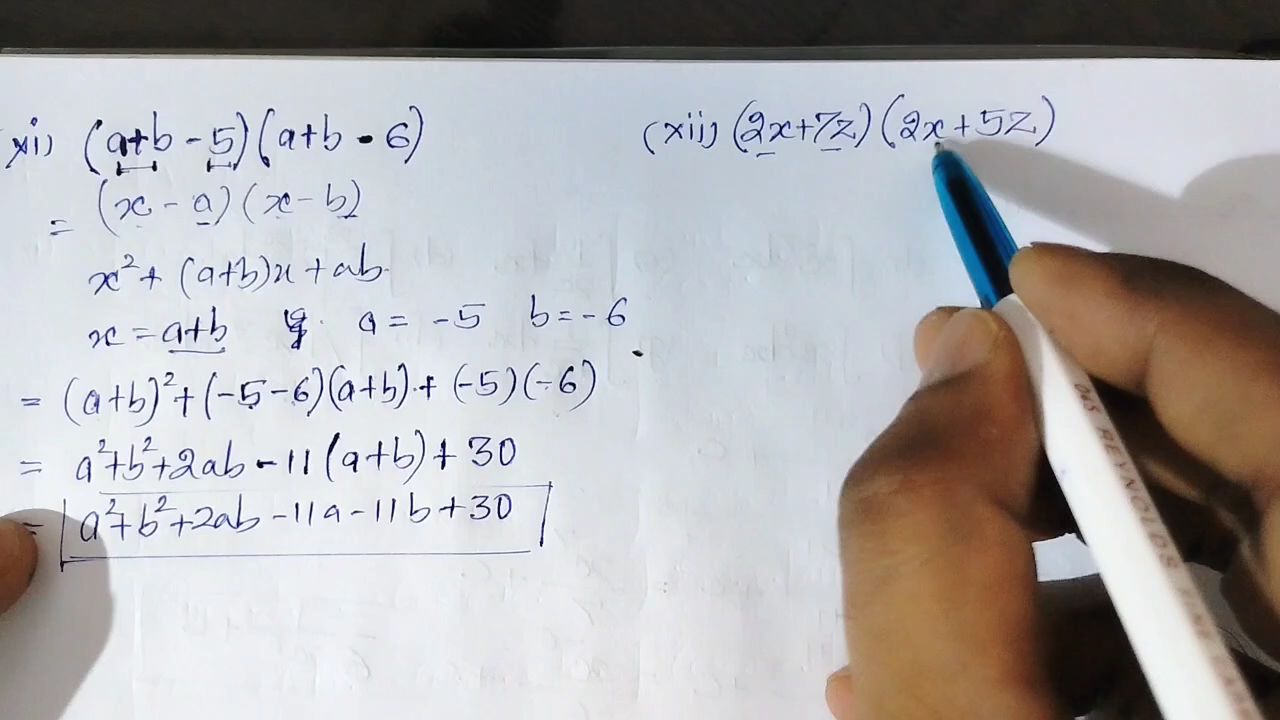 xi) (a+b - 5)(a+b - 6)
= (x - a)(x - b)
x² + (a+b)x + ab
x = a+b & a = -5 b = -6
= (a+b)² + (-5-6)(a+b) + (-5)(-6)
= a²+b²+2ab - 11(a+b) + 30
= a²+b²+2ab - 11a - 11b + 30
(xii) (2x+7z)(2x+5z)
045 REYNOLDS